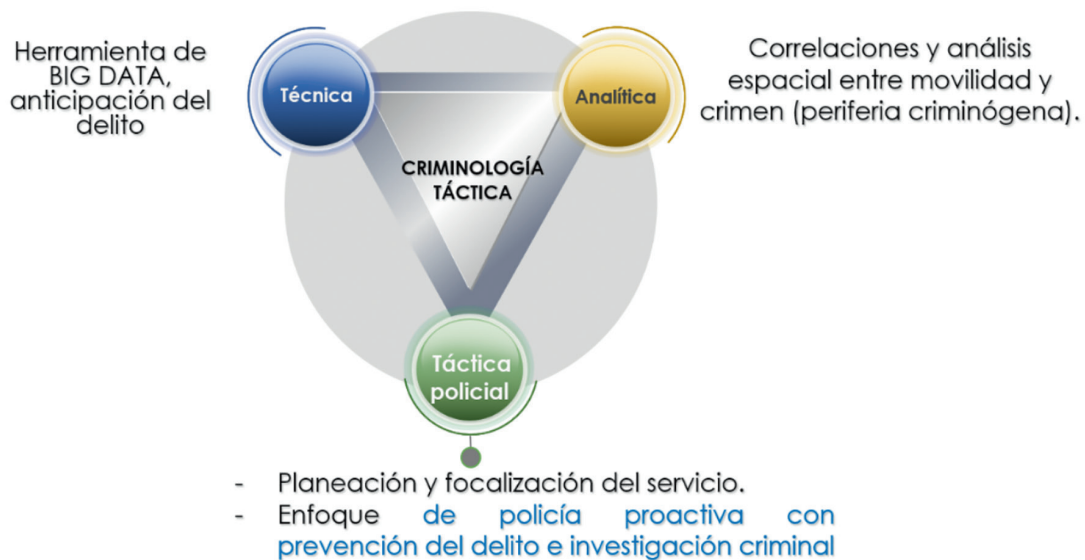 Herramienta de
BIG DATA,
anticipación del
delito
Técnica
Analítica
Correlaciones y análisis
espacial entre movilidad y
crimen (periferia criminógena).
CRIMINOLOGÍA
TÁCTICA
Táctica
policial
- Planeación y focalización del servicio.
- Enfoque de policía proactiva con
prevención del delito e investigación criminal